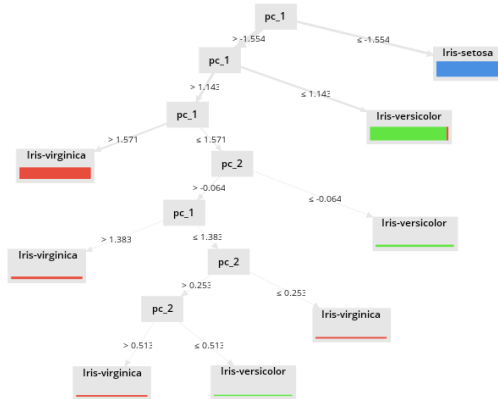 pc_1
> -1.554
≤ -1.554
pc_1
Iris-setosa
> 1.143
≤ 1.143
pc_1
Iris-versicolor
> 1.571
≤ 1.571
Iris-virginica
pc_2
> -0.064
≤ -0.064
pc_1
Iris-versicolor
> 1.383
≤ 1.383
Iris-virginica
pc_2
> 0.253
≤ 0.253
pc_2
Iris-virginica
> 0.513
≤ 0.513
Iris-virginica
Iris-versicolor